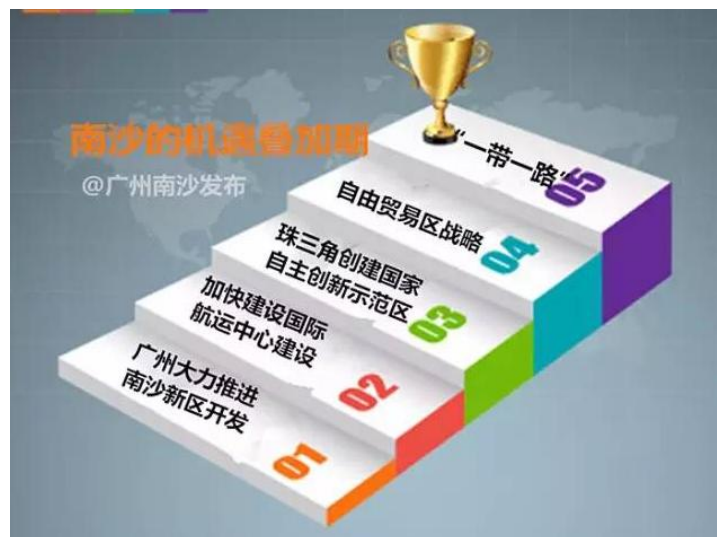 南沙的机遇叠加期
@广州南沙发布
“一带一路”
05
自由贸易区战略
04
珠三角创建国家
自主创新示范区
03
加快建设国际
航运中心建设
02
广州大力推进
南沙新区开发
01